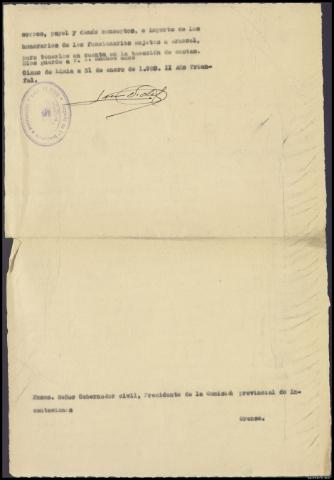 correo, papel y demás conceptos, e importe de los
honorarios de los funcionarios sujetos a arancel,
para tenerlos en cuenta en la tasación de costas.
Dios guarde a V. E. muchos años
Ginzo de Limia a 31 de enero de 1.938. II Año Triun-
fal.
Excmo. Señor Gobernador civil, Presidente de la Comisión provincial de In-
cautaciones
Orense.